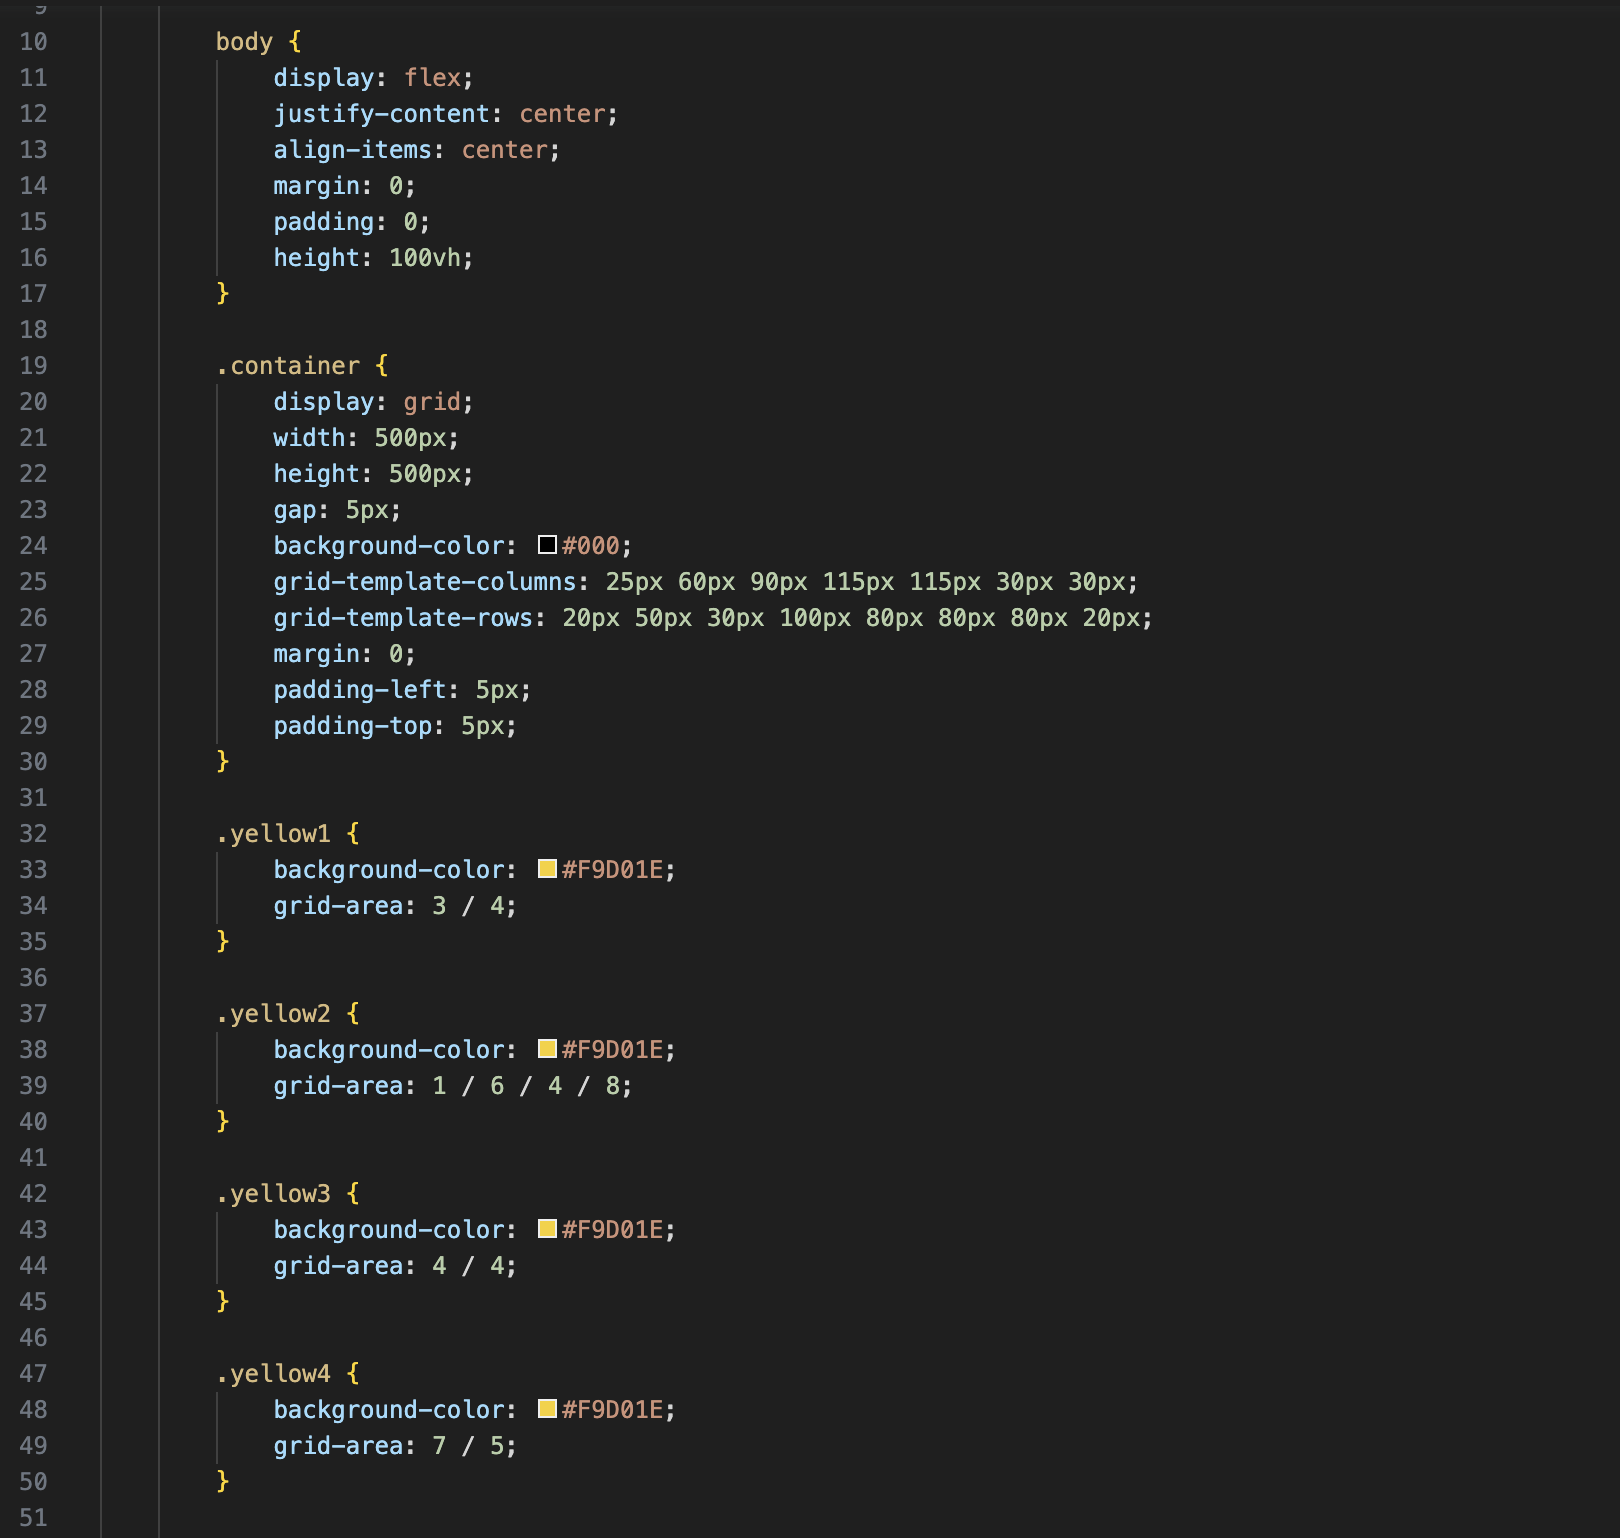 9
10 body {
11 display: flex;
12 justify-content: center;
13 align-items: center;
14 margin: 0;
15 padding: 0;
16 height: 100vh;
17 }
18
19 .container {
20 display: grid;
21 width: 500px;
22 height: 500px;
23 gap: 5px;
24 background-color: #000;
25 grid-template-columns: 25px 60px 90px 115px 115px 30px 30px;
26 grid-template-rows: 20px 50px 30px 100px 80px 80px 80px 20px;
27 margin: 0;
28 padding-left: 5px;
29 padding-top: 5px;
30 }
31
32 .yellow1 {
33 background-color: #F9D01E;
34 grid-area: 3 / 4;
35 }
36
37 .yellow2 {
38 background-color: #F9D01E;
39 grid-area: 1 / 6 / 4 / 8;
40 }
41
42 .yellow3 {
43 background-color: #F9D01E;
44 grid-area: 4 / 4;
45 }
46
47 .yellow4 {
48 background-color: #F9D01E;
49 grid-area: 7 / 5;
50 }
51